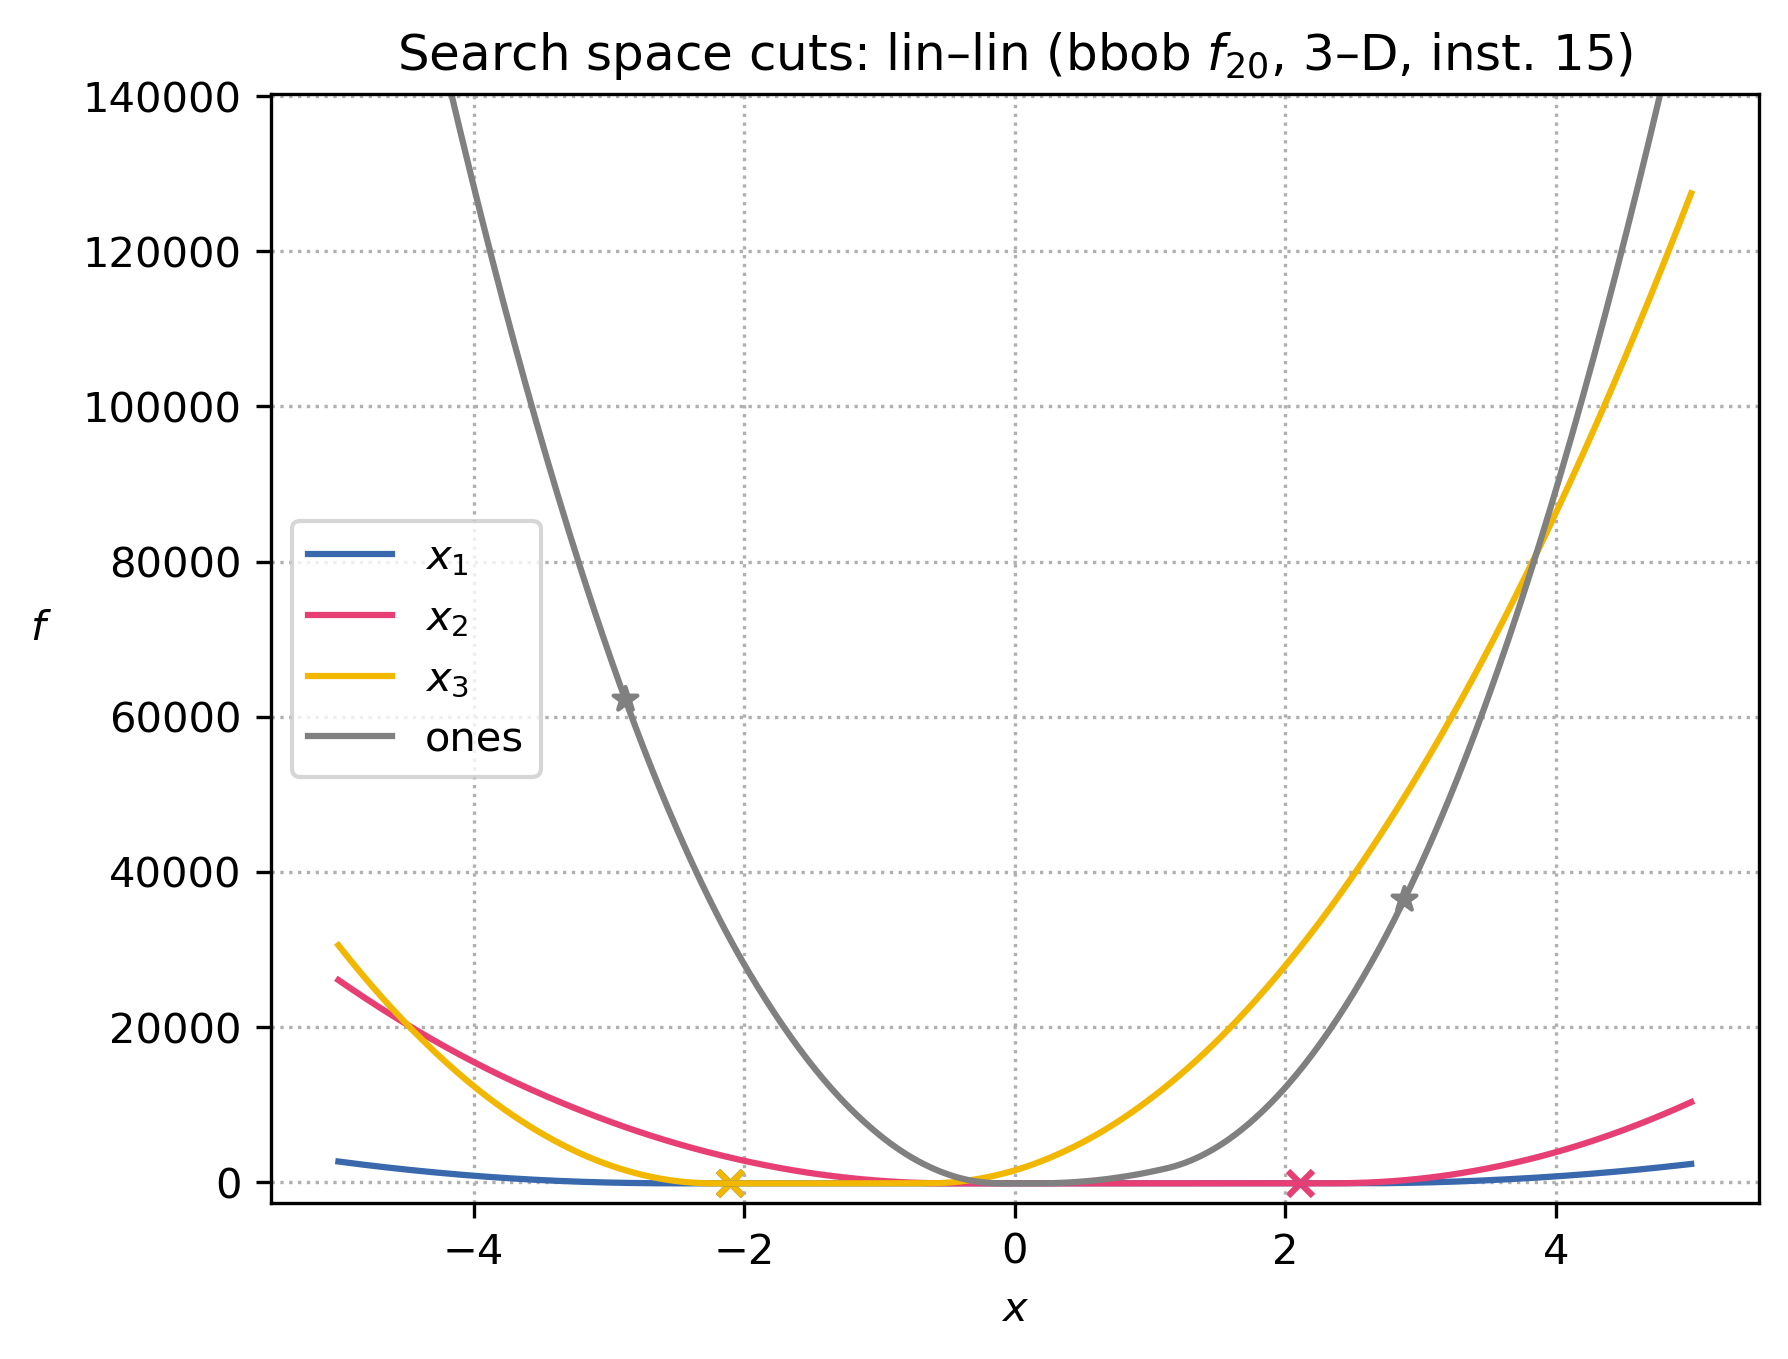 Search space cuts: lin–lin (bbob f₂₀, 3–D, inst. 15)
140000
120000
100000
80000
60000
40000
20000
0
f
x₁
x₂
x₃
ones
−4
−2
0
2
4
x